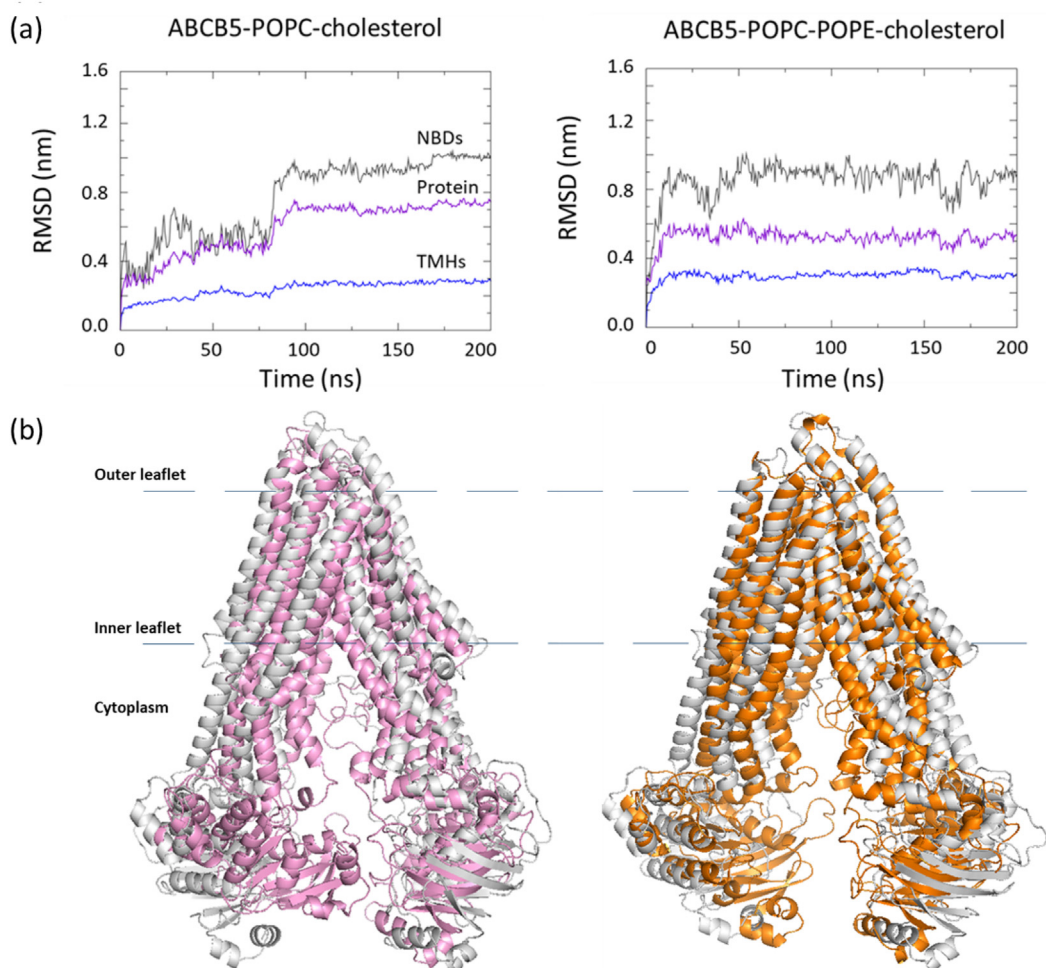 (a)
ABCB5-POPC-cholesterol
ABCB5-POPC-POPE-cholesterol
1.6
1.2
0.8
0.4
0.0
RMSD (nm)
NBDs
Protein
TMHs
0
50
100
150
200
Time (ns)
1.6
1.2
0.8
0.4
0.0
RMSD (nm)
0
50
100
150
200
Time (ns)
(b)
Outer leaflet
Inner leaflet
Cytoplasm